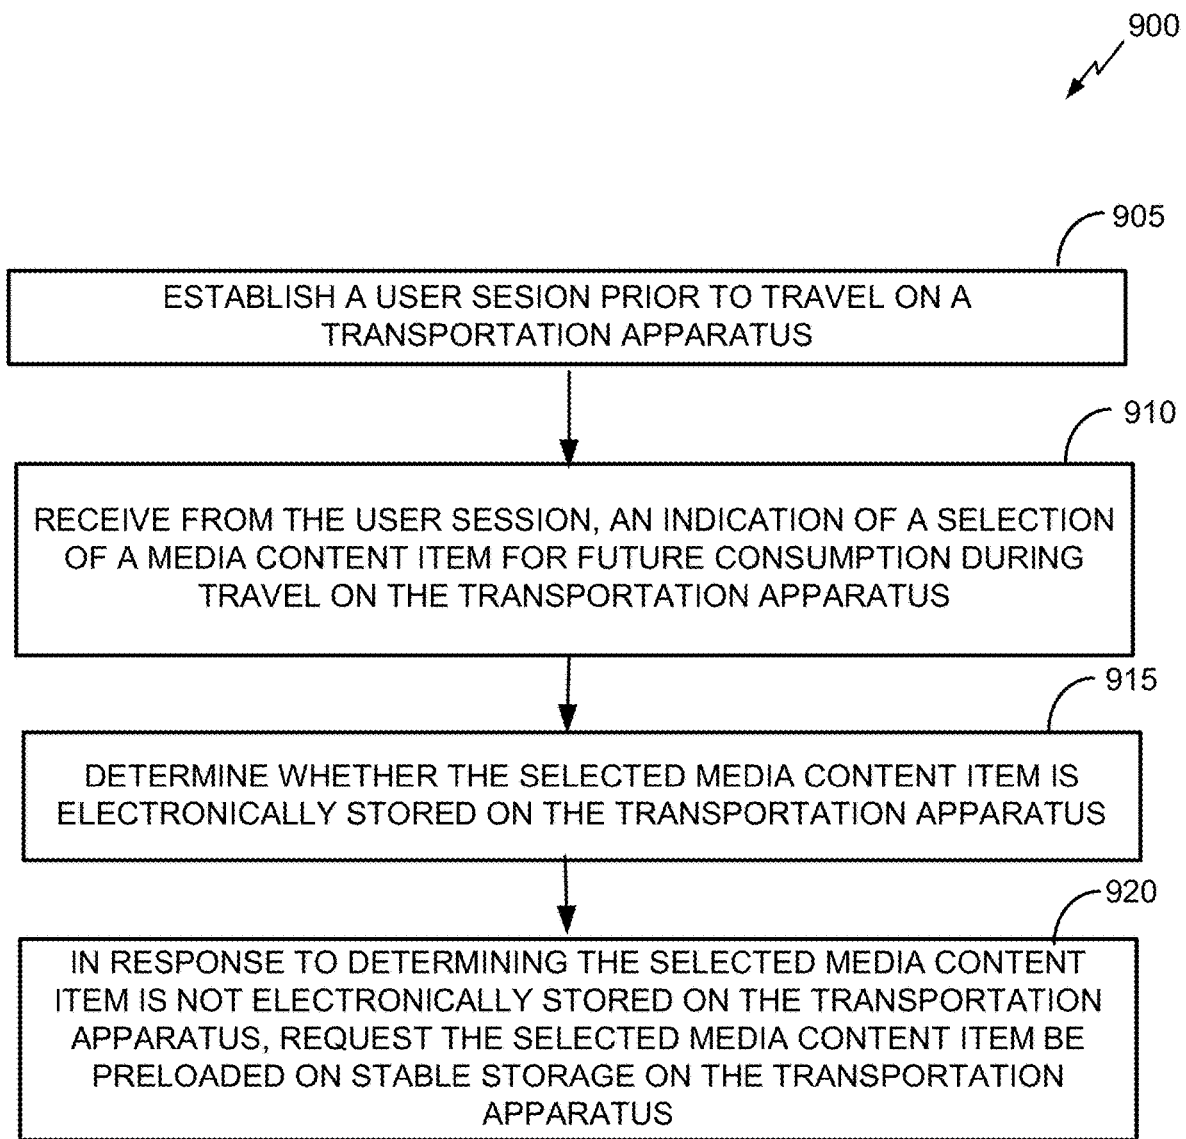 900
905
ESTABLISH A USER SESION PRIOR TO TRAVEL ON A
TRANSPORTATION APPARATUS
910
RECEIVE FROM THE USER SESSION, AN INDICATION OF A SELECTION
OF A MEDIA CONTENT ITEM FOR FUTURE CONSUMPTION DURING
TRAVEL ON THE TRANSPORTATION APPARATUS
915
DETERMINE WHETHER THE SELECTED MEDIA CONTENT ITEM IS
ELECTRONICALLY STORED ON THE TRANSPORTATION APPARATUS
920
IN RESPONSE TO DETERMINING THE SELECTED MEDIA CONTENT
ITEM IS NOT ELECTRONICALLY STORED ON THE TRANSPORTATION
APPARATUS, REQUEST THE SELECTED MEDIA CONTENT ITEM BE
PRELOADED ON STABLE STORAGE ON THE TRANSPORTATION
APPARATUS